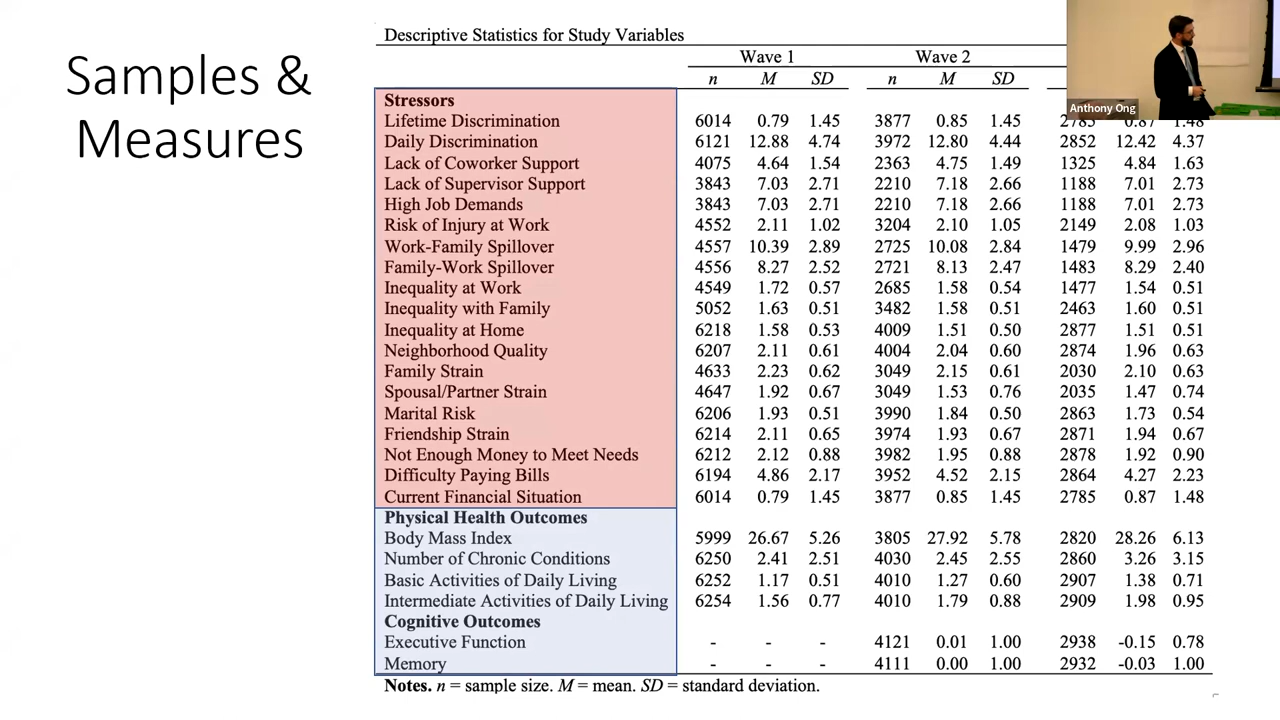 Samples &
Measures
Descriptive Statistics for Study Variables
Wave 1 Wave 2
n M SD n M SD
Anthony Ong
Stressors
Lifetime Discrimination 6014 0.79 1.45 3877 0.85 1.45 2785 0.87 1.48
Daily Discrimination 6121 12.88 4.74 3972 12.80 4.44 2852 12.42 4.37
Lack of Coworker Support 4075 4.64 1.54 2363 4.75 1.49 1325 4.84 1.63
Lack of Supervisor Support 3843 7.03 2.71 2210 7.18 2.66 1188 7.01 2.73
High Job Demands 3843 7.03 2.71 2210 7.18 2.66 1188 7.01 2.73
Risk of Injury at Work 4552 2.11 1.02 3204 2.10 1.05 2149 2.08 1.03
Work-Family Spillover 4557 10.39 2.89 2725 10.08 2.84 1479 9.99 2.96
Family-Work Spillover 4556 8.27 2.52 2721 8.13 2.47 1483 8.29 2.40
Inequality at Work 4549 1.72 0.57 2685 1.58 0.54 1477 1.54 0.51
Inequality with Family 5052 1.63 0.51 3482 1.58 0.51 2463 1.60 0.51
Inequality at Home 6218 1.58 0.53 4009 1.51 0.50 2877 1.51 0.51
Neighborhood Quality 6207 2.11 0.61 4004 2.04 0.60 2874 1.96 0.63
Family Strain 4633 2.23 0.62 3049 2.15 0.61 2030 2.10 0.63
Spousal/Partner Strain 4647 1.92 0.67 3049 1.53 0.76 2035 1.47 0.74
Marital Risk 6206 1.93 0.51 3990 1.84 0.50 2863 1.73 0.54
Friendship Strain 6214 2.11 0.65 3974 1.93 0.67 2871 1.94 0.67
Not Enough Money to Meet Needs 6212 2.12 0.88 3982 1.95 0.88 2878 1.92 0.90
Difficulty Paying Bills 6194 4.86 2.17 3952 4.52 2.15 2864 4.27 2.23
Current Financial Situation 6014 0.79 1.45 3877 0.85 1.45 2785 0.87 1.48
Physical Health Outcomes
Body Mass Index 5999 26.67 5.26 3805 27.92 5.78 2820 28.26 6.13
Number of Chronic Conditions 6250 2.41 2.51 4030 2.45 2.55 2860 3.26 3.15
Basic Activities of Daily Living 6252 1.17 0.51 4010 1.27 0.60 2907 1.38 0.71
Intermediate Activities of Daily Living 6254 1.56 0.77 4010 1.79 0.88 2909 1.98 0.95
Cognitive Outcomes
Executive Function - - - 4121 0.01 1.00 2938 -0.15 0.78
Memory - - - 4111 0.00 1.00 2932 -0.03 1.00
Notes. n = sample size. M = mean. SD = standard deviation.